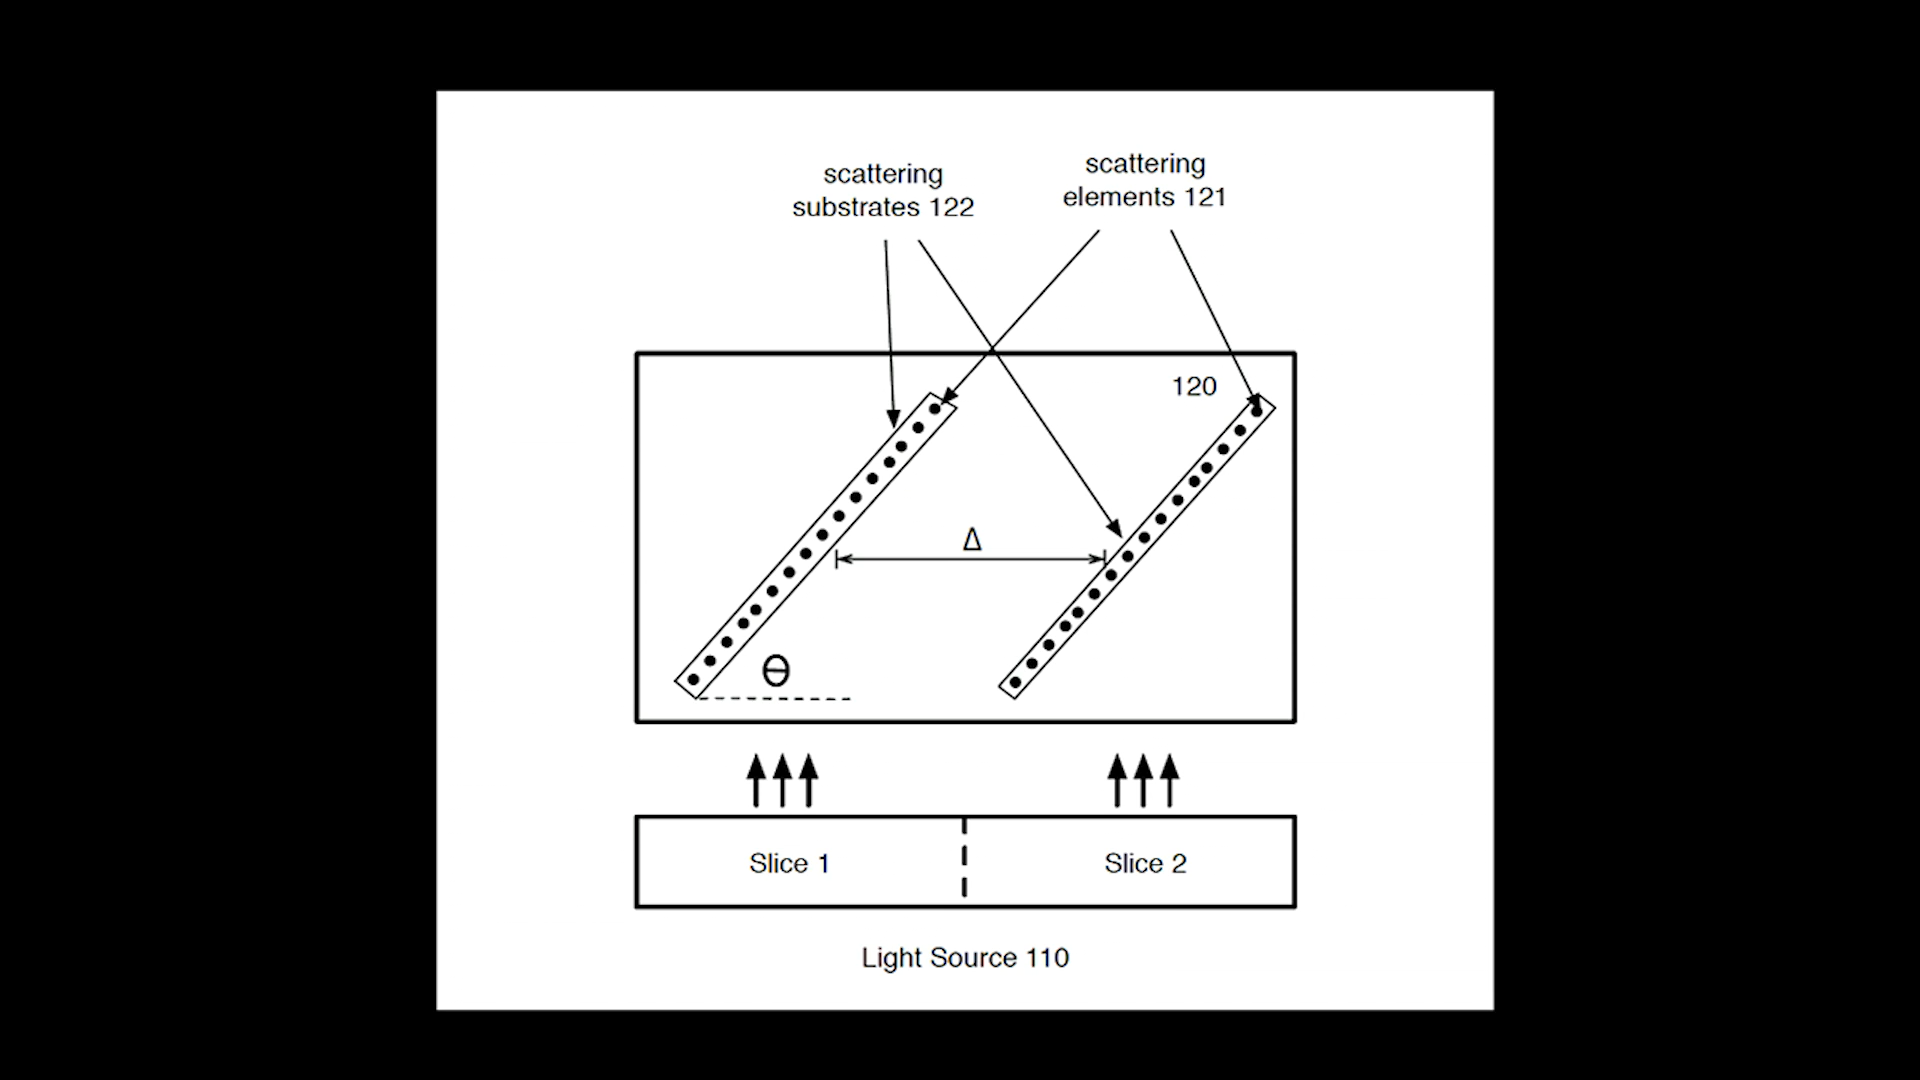 scattering
substrates 122
scattering
elements 121
120
Δ
Θ
Slice 1
Slice 2
Light Source 110